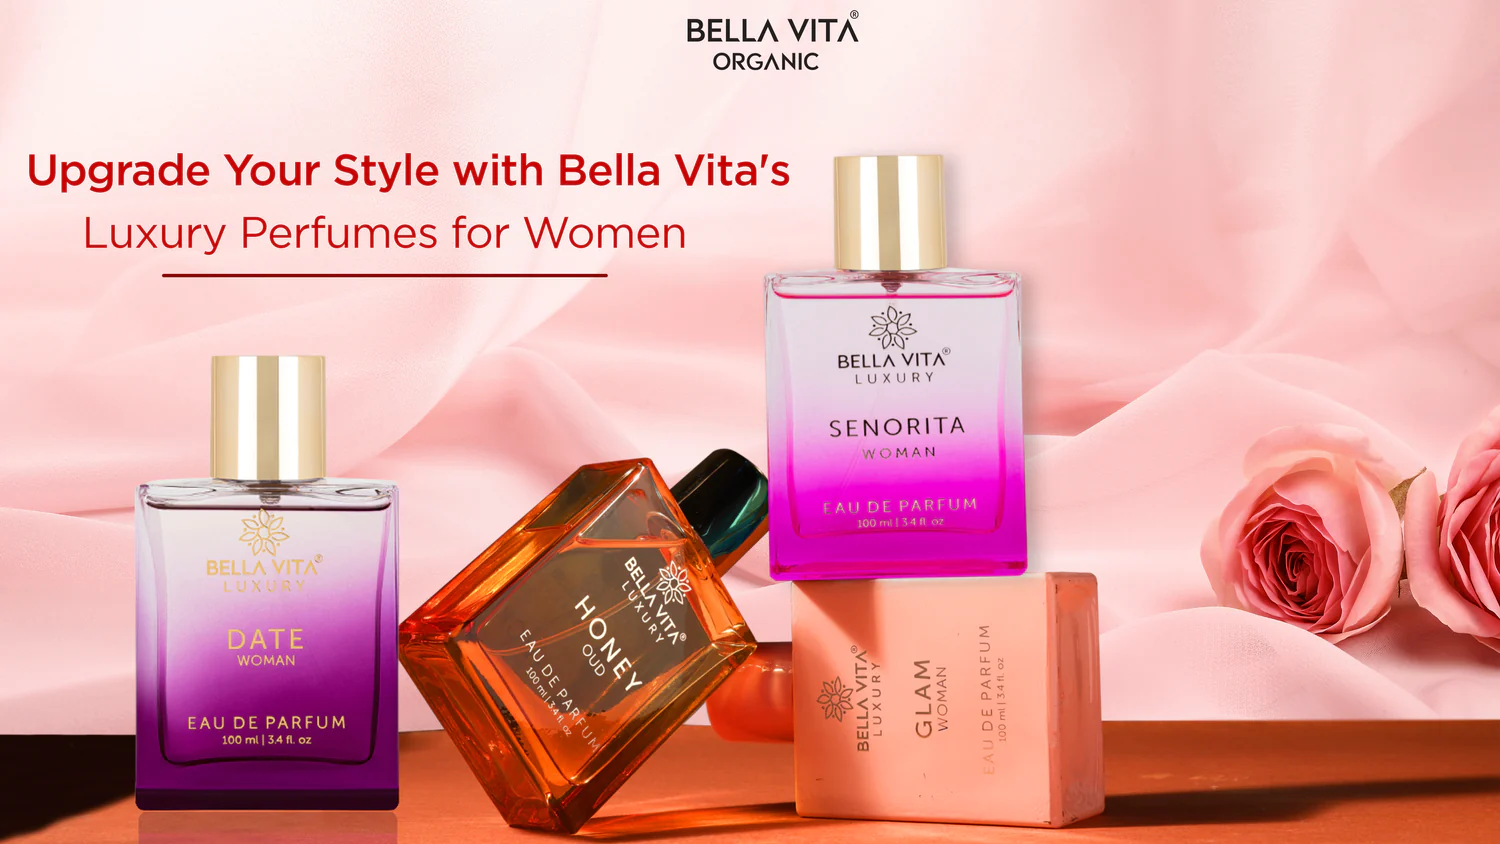 BELLA VITA®
ORGANIC
Upgrade Your Style with Bella Vita's
Luxury Perfumes for Women
BELLA VITA®
LUXURY
DATE
WOMAN
EAU DE PARFUM
100 ml | 3.4 fl. oz
BELLA VITA®
LUXURY
HONEY
OUD
EAU DE PARFUM
100 ml | 3.4 fl. oz
BELLA VITA®
LUXURY
SENORITA
WOMAN
EAU DE PARFUM
100 ml | 3.4 fl. oz
BELLA VITA®
LUXURY
GLAM
WOMAN
EAU DE PARFUM
100 ml | 3.4 fl. oz